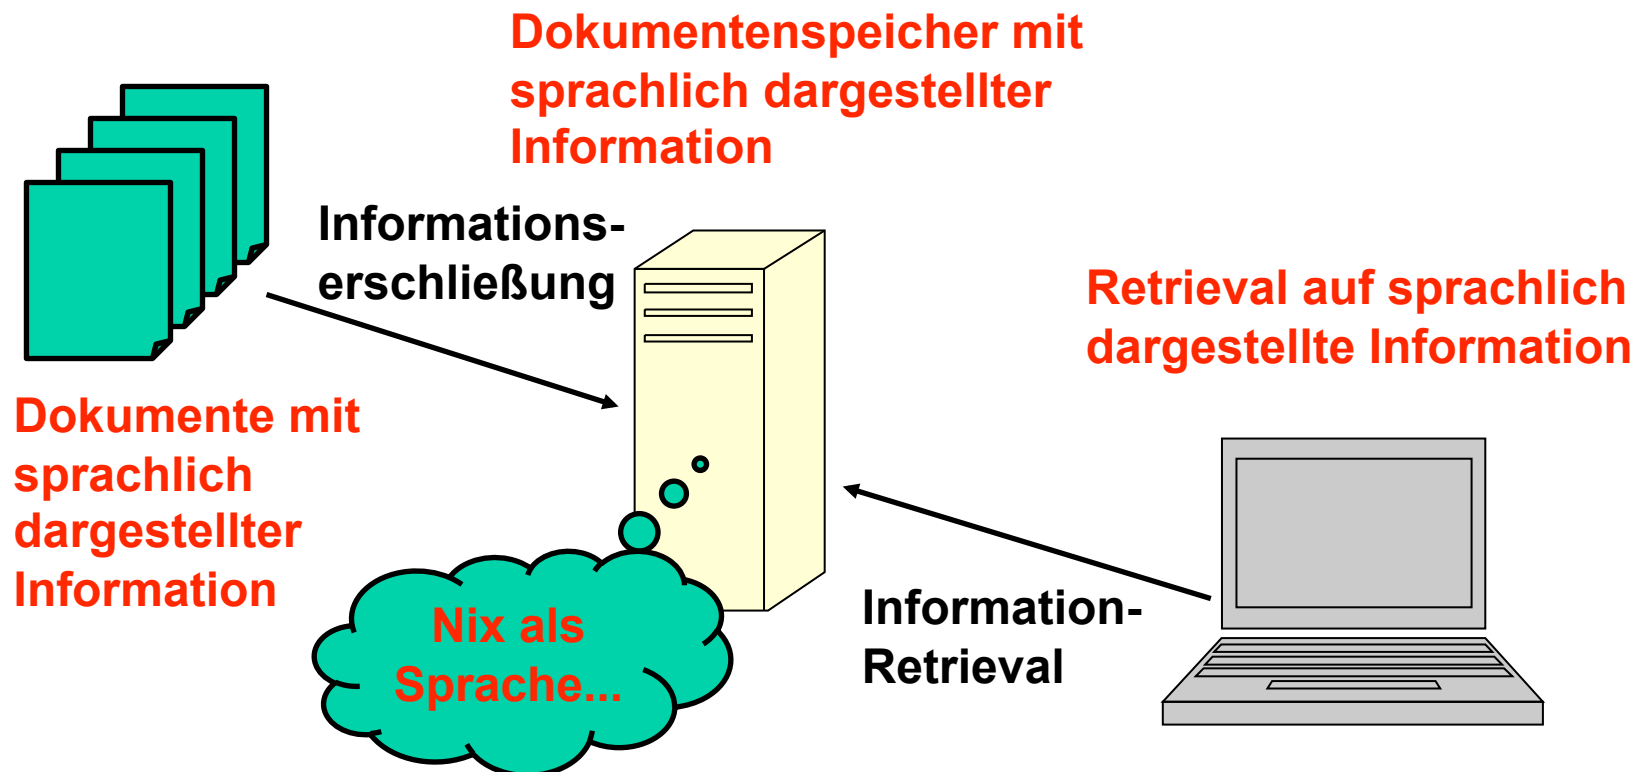 Dokumentenspeicher mit
sprachlich dargestellter
Information
Informations-
erschließung
Retrieval auf sprachlich
dargestellte Information
Dokumente mit
sprachlich
dargestellter
Information
Nix als
Sprache...
Information-
Retrieval